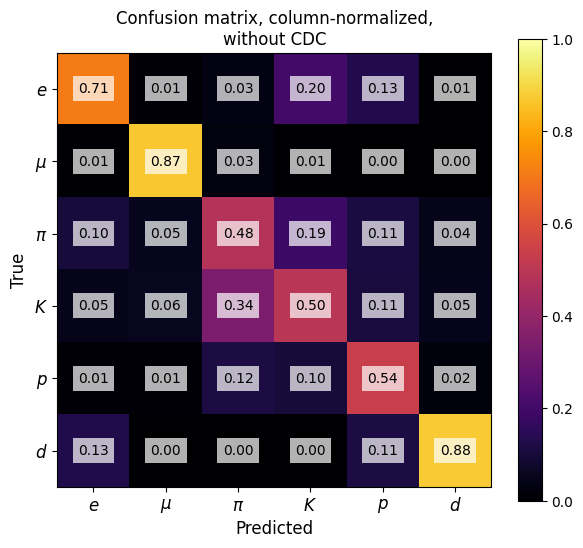 Confusion matrix, column-normalized,
without CDC
1.0
e 0.71 0.01 0.03 0.20 0.13 0.01
μ 0.01 0.87 0.03 0.01 0.00 0.00
0.8
π 0.10 0.05 0.48 0.19 0.11 0.04
0.6
True
K 0.05 0.06 0.34 0.50 0.11 0.05
0.4
p 0.01 0.01 0.12 0.10 0.54 0.02
0.2
d 0.13 0.00 0.00 0.00 0.11 0.88
0.0
e μ π K p d
Predicted